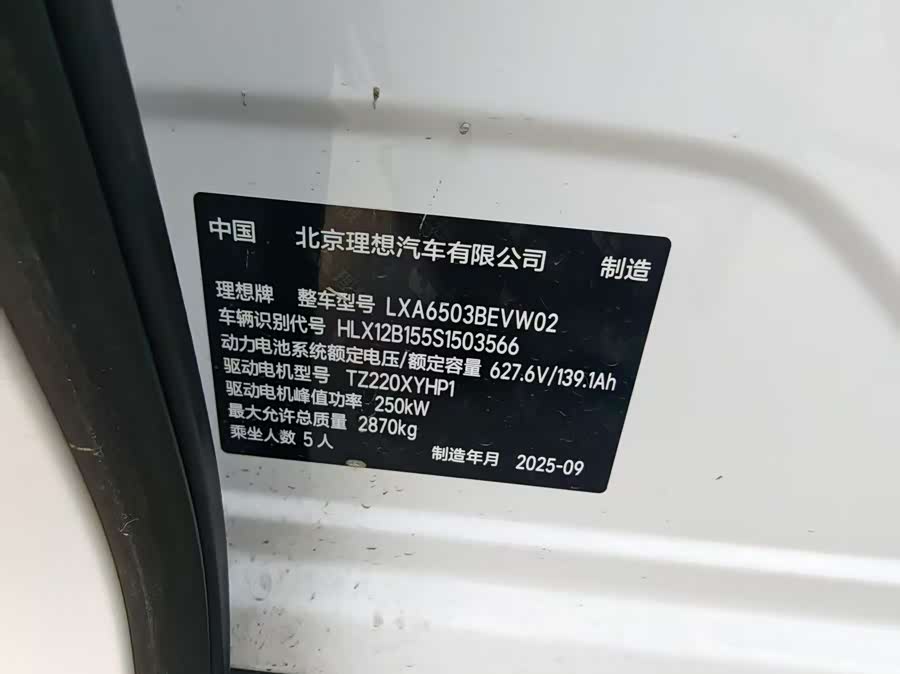 中国 北京理想汽车有限公司 制造
理想牌 整车型号 LXA6503BEVW02
车辆识别代号 HLX12B155S1503566
动力电池系统额定电压/额定容量 627.6V/139.1Ah
驱动电机型号 TZ220XYHP1
驱动电机峰值功率 250kW
最大允许总质量 2870kg
乘坐人数 5人
制造年月 2025-09